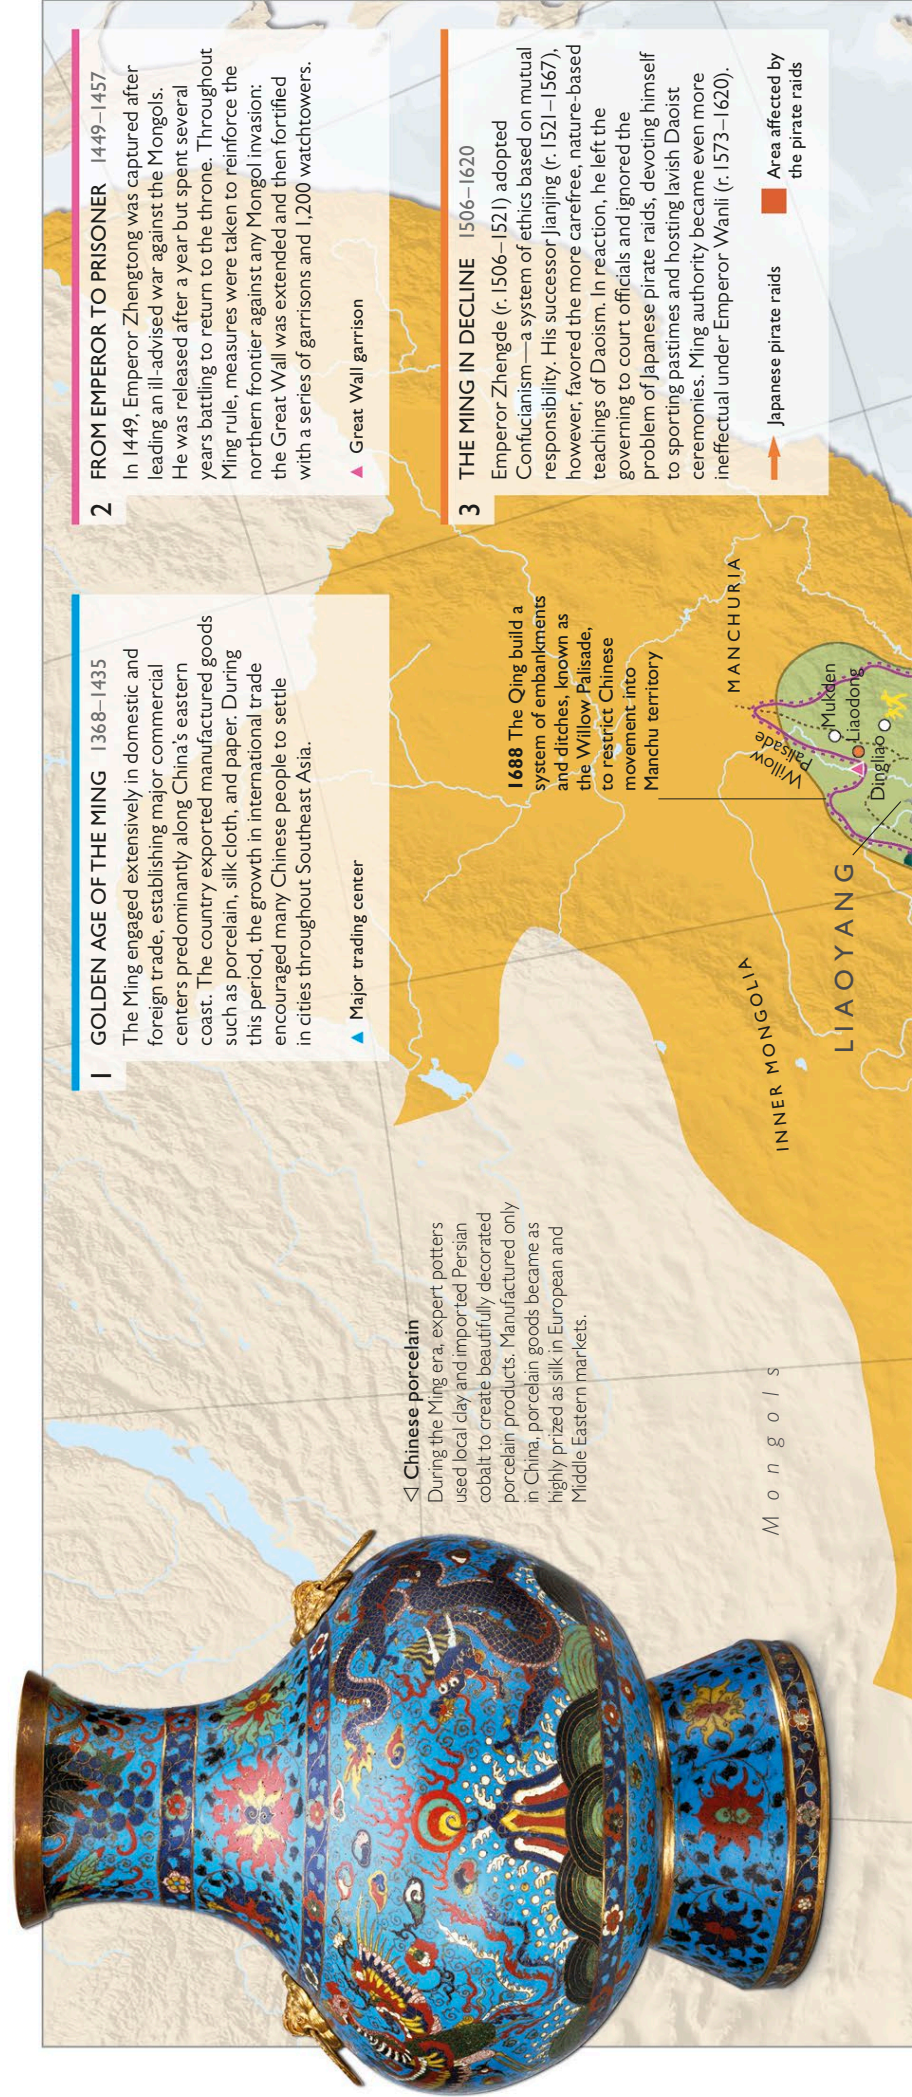 1 GOLDEN AGE OF THE MING 1368–1435
The Ming engaged extensively in domestic and
foreign trade, establishing major commercial
centers predominantly along China's eastern
coast. The country exported manufactured goods
such as porcelain, silk cloth, and paper. During
this period, the growth in international trade
encouraged many Chinese people to settle
in cities throughout Southeast Asia.
Major trading center
2 FROM EMPEROR TO PRISONER 1449–1457
In 1449, Emperor Zhengtong was captured after
leading an ill-advised war against the Mongols.
He was released after a year but spent several
years battling to return to the throne. Throughout
Ming rule, measures were taken to reinforce the
northern frontier against any Mongol invasion:
the Great Wall was extended and then fortified
with a series of garrisons and 1,200 watchtowers.
Great Wall garrison
3 THE MING IN DECLINE 1506–1620
Emperor Zhengde (r. 1506–1521) adopted
Confucianism—a system of ethics based on mutual
responsibility. His successor Jianjing (r. 1521–1567),
however, favored the more carefree, nature-based
teachings of Daoism. In reaction, he left the
governing to court officials and ignored the
problem of Japanese pirate raids, devoting himself
to sporting pastimes and hosting lavish Daoist
ceremonies. Ming authority became even more
ineffectual under Emperor Wanli (r. 1573–1620).
Japanese pirate raids
Area affected by
the pirate raids
◁ Chinese porcelain
During the Ming era, expert potters
used local clay and imported Persian
cobalt to create beautifully decorated
porcelain products. Manufactured only
in China, porcelain goods became as
highly prized as silk in European and
Middle Eastern markets.
1688 The Qing build a
system of embankments
and ditches, known as
the Willow Palisade,
to restrict Chinese
movement into
Manchu territory
MANCHURIA
Mongols
INNER MONGOLIA
Willow
Palisade
Mukden
LIAOYANG
Liaodong
Dingliao